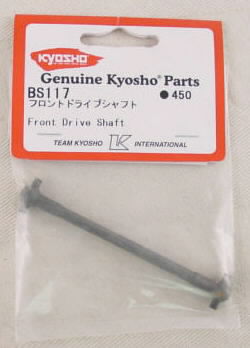 KYOSHO
Genuine Kyosho® Parts
BS117
●450
フロントドライブシャフト
Front Drive Shaft
TEAM KYOSHO K INTERNATIONAL